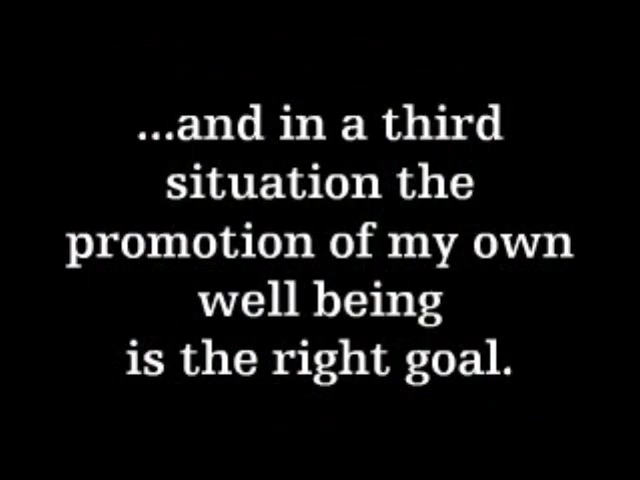 ...and in a third
situation the
promotion of my own
well being
is the right goal.